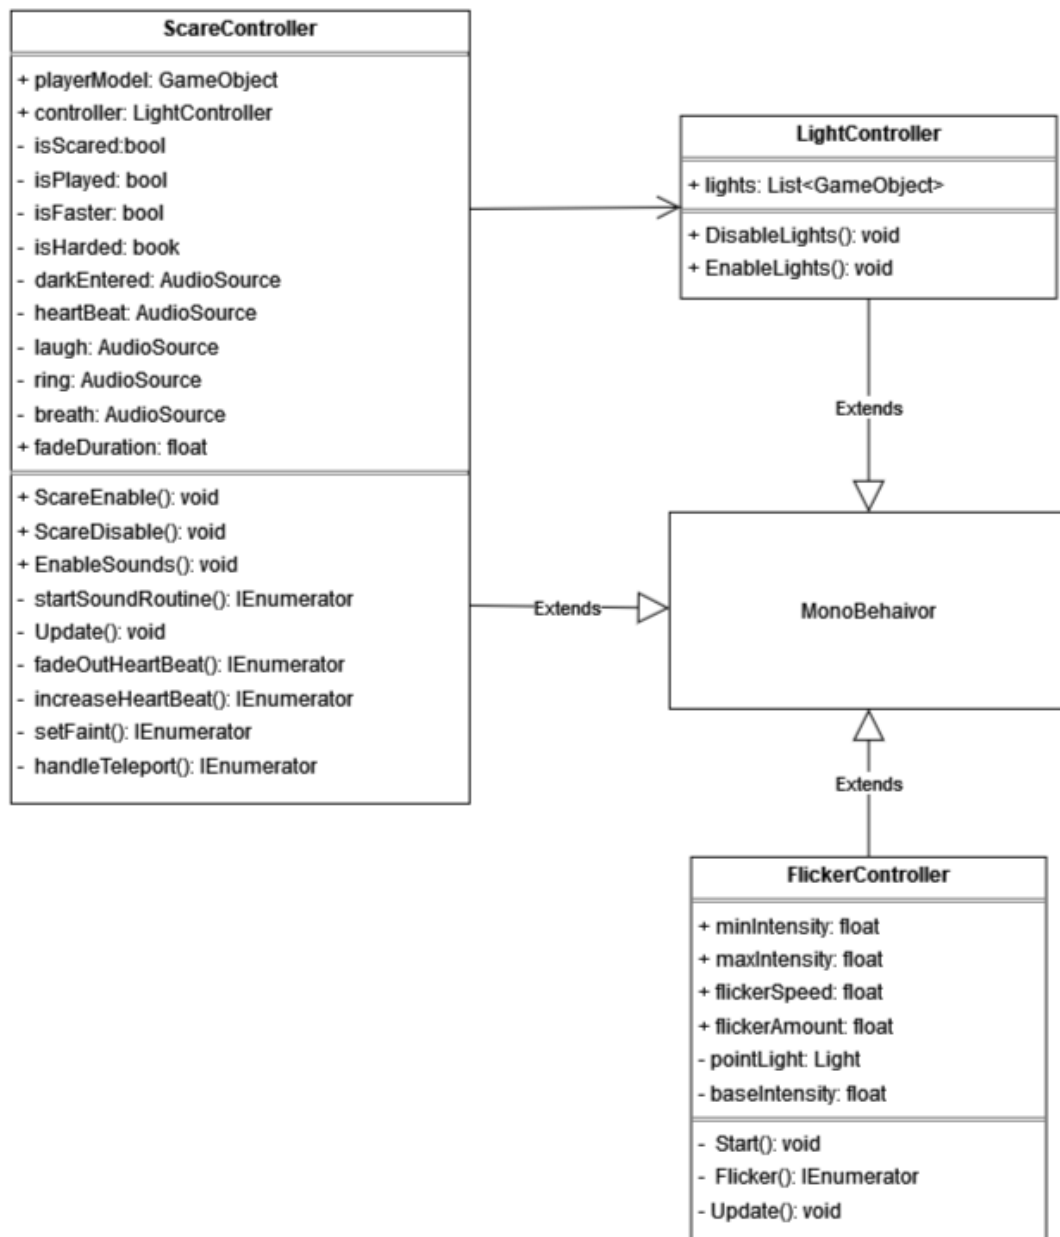 ScareController
+ playerModel: GameObject
+ controller: LightController
- isScared:bool
- isPlayed: bool
- isFaster: bool
- isHarded: book
- darkEntered: AudioSource
- heartBeat: AudioSource
- laugh: AudioSource
- ring: AudioSource
- breath: AudioSource
+ fadeDuration: float
+ ScareEnable(): void
+ ScareDisable(): void
+ EnableSounds(): void
- startSoundRoutine(): IEnumerator
- Update(): void
- fadeOutHeartBeat(): IEnumerator
- increaseHeartBeat(): IEnumerator
- setFaint(): IEnumerator
- handleTeleport(): IEnumerator
LightController
+ lights: List<GameObject>
+ DisableLights(): void
+ EnableLights(): void
Extends
Extends
MonoBehaivor
Extends
FlickerController
+ minIntensity: float
+ maxIntensity: float
+ flickerSpeed: float
+ flickerAmount: float
- pointLight: Light
- baseIntensity: float
- Start(): void
- Flicker(): IEnumerator
- Update(): void